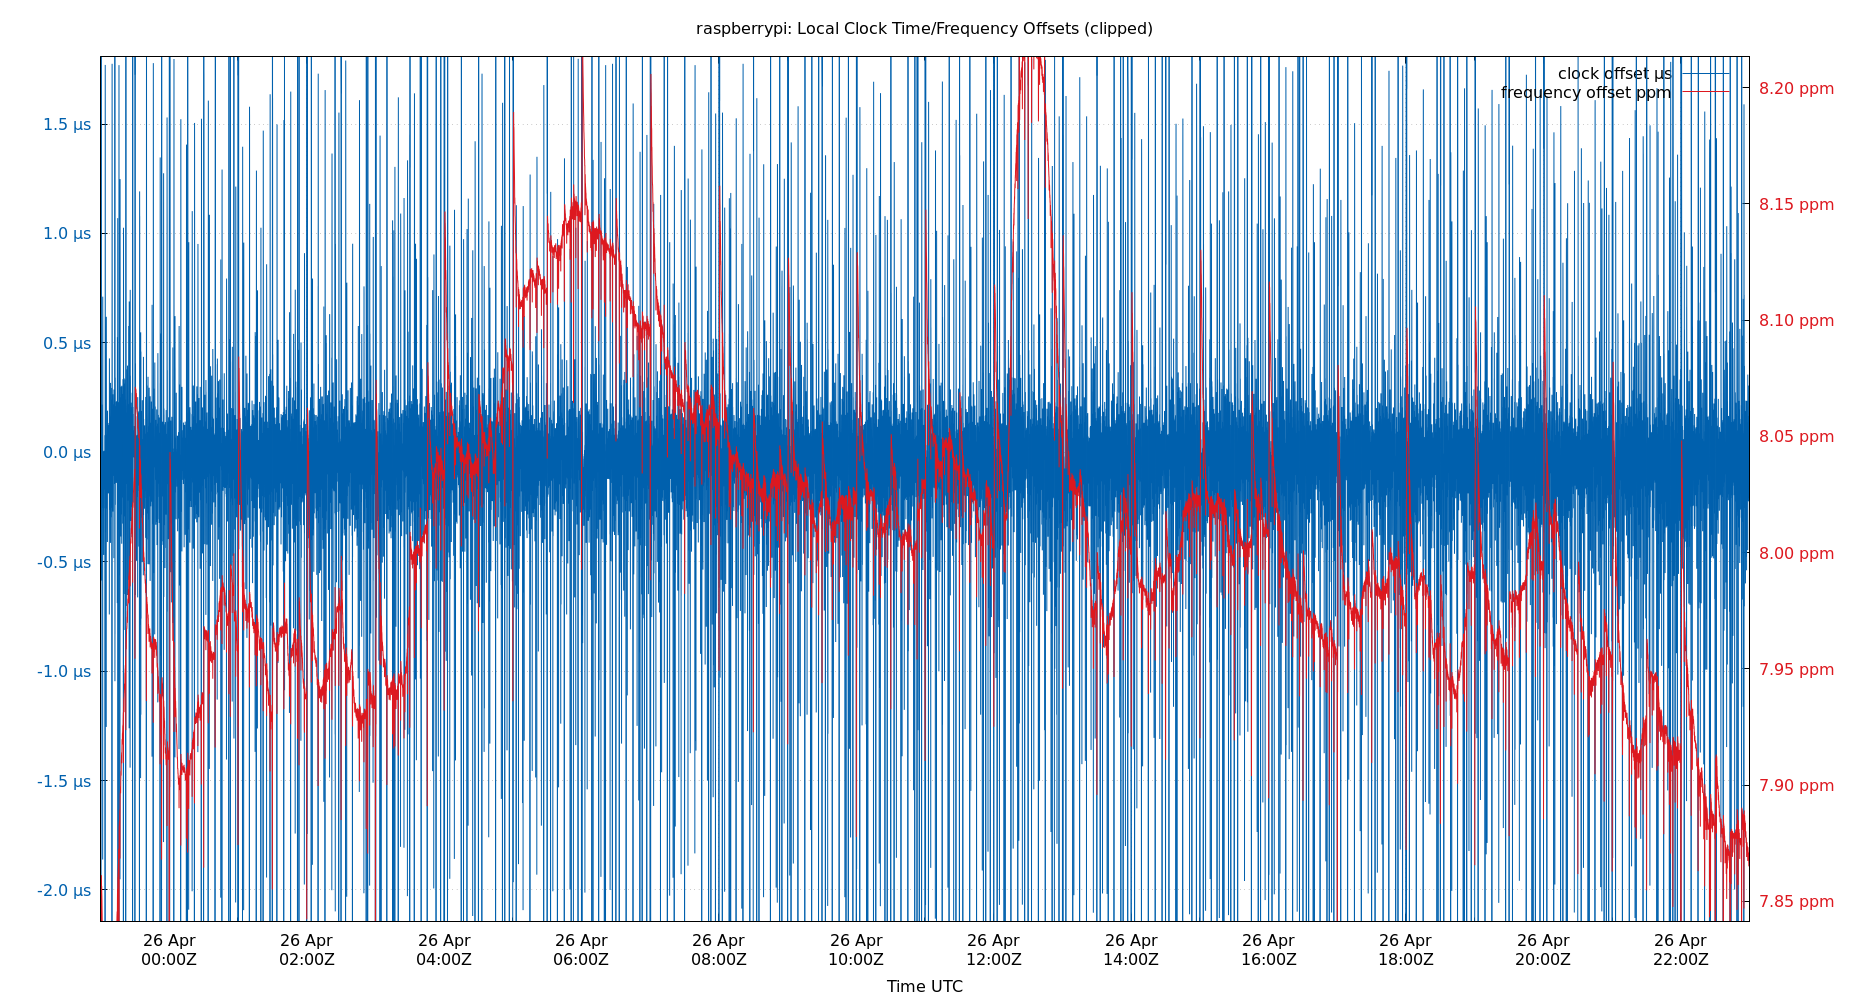 raspberrypi: Local Clock Time/Frequency Offsets (clipped)
clock offset µs
frequency offset ppm
1.5 µs
1.0 µs
0.5 µs
0.0 µs
-0.5 µs
-1.0 µs
-1.5 µs
-2.0 µs
8.20 ppm
8.15 ppm
8.10 ppm
8.05 ppm
8.00 ppm
7.95 ppm
7.90 ppm
7.85 ppm
26 Apr 26 Apr 26 Apr 26 Apr 26 Apr 26 Apr 26 Apr 26 Apr 26 Apr 26 Apr 26 Apr 26 Apr
00:00Z 02:00Z 04:00Z 06:00Z 08:00Z 10:00Z 12:00Z 14:00Z 16:00Z 18:00Z 20:00Z 22:00Z
Time UTC